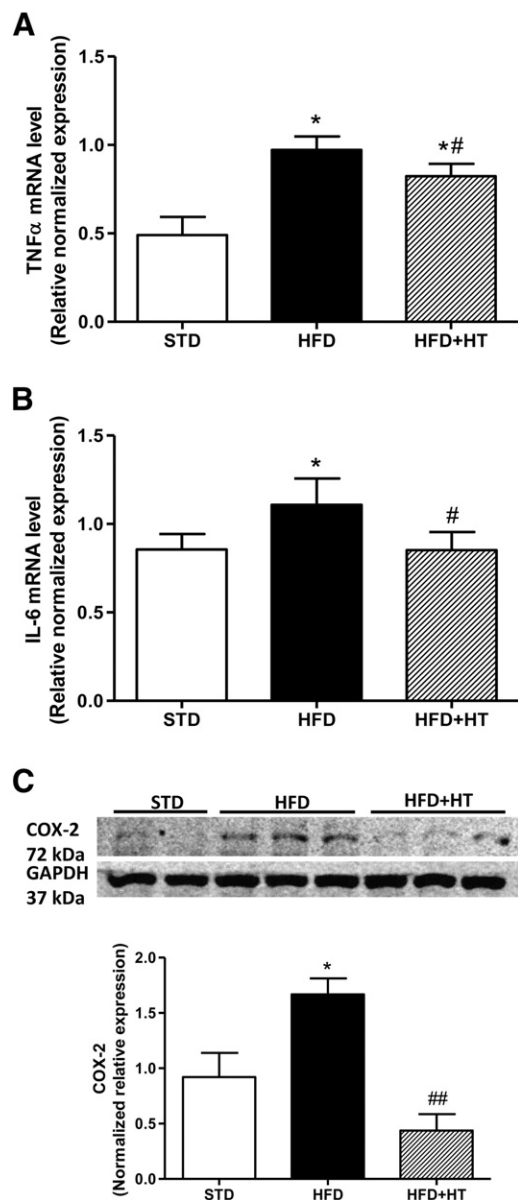 A
TNFα mRNA level
(Relative normalized expression)
1.5
1.0
0.5
0.0
*
*#
STD
HFD
HFD+HT
B
IL-6 mRNA level
(Relative normalized expression)
1.5
1.0
0.5
0.0
*
#
STD
HFD
HFD+HT
C
STD
HFD
HFD+HT
COX-2
72 kDa
GAPDH
37 kDa
COX-2
(Normalized relative expression)
2.0
1.5
1.0
0.5
0.0
*
##
STD
HFD
HFD+HT